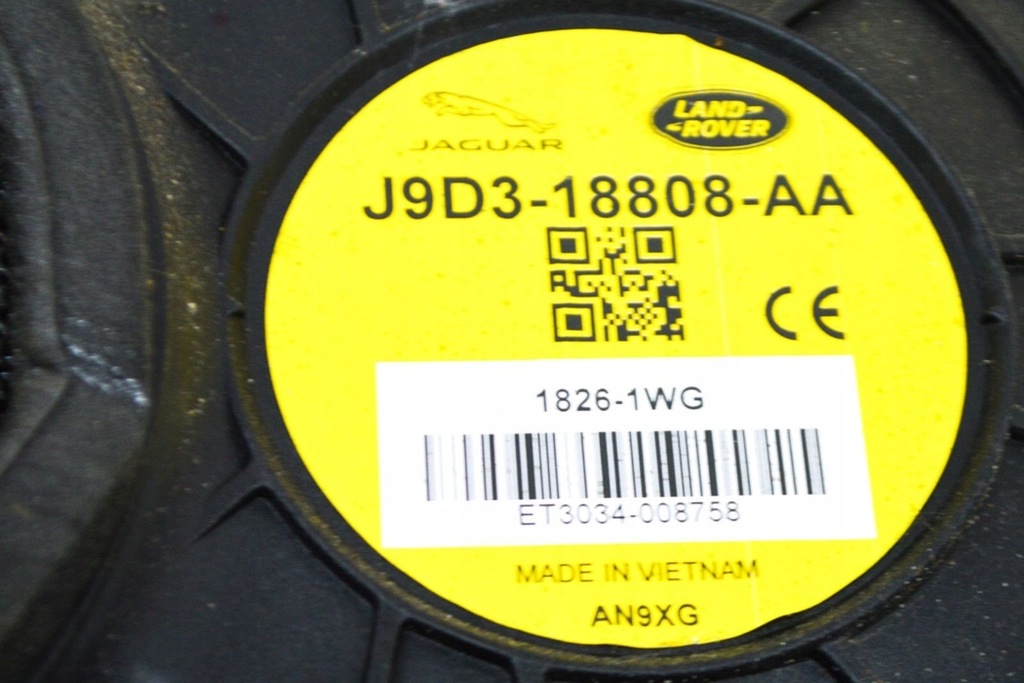 JAGUAR
LAND-
-ROVER
J9D3-18808-AA
CE
1826-1WG
ET3034-008758
MADE IN VIETNAM
AN9XG